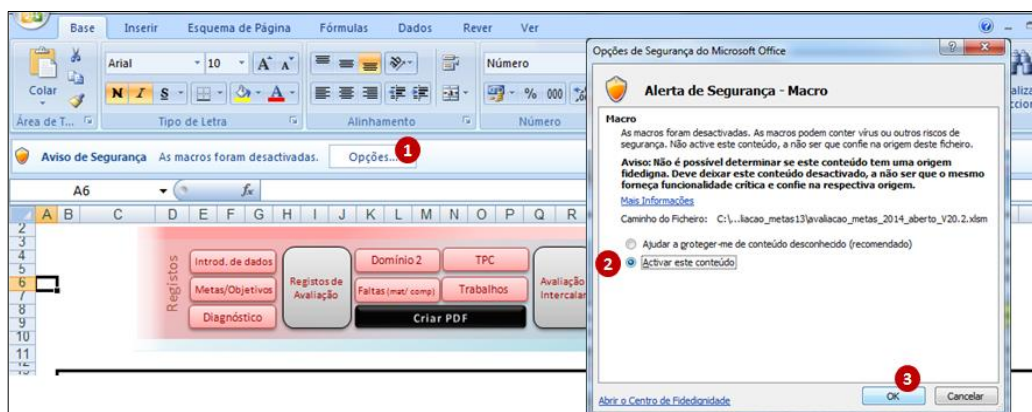 Base Inserir Esquema de Página Fórmulas Dados Rever Ver
Colar
Arial 10 A A
N I S
Número
% 000
Área de T... Tipo de Letra Alinhamento Número
Aviso de Segurança As macros foram desactivadas. Opções... 1
A6 fx
A B C D E F G H I J K L M N O P Q R
2
3
4
5
6
7
8
9
10
11
12
13
Registos
Introd. de dados
Metas/Objetivos
Diagnóstico
Registos de
Avaliação
Domínio 2
TPC
Faltas (mat/ comp)
Trabalhos
Criar PDF
Avaliação
Intercalar
Opções de Segurança do Microsoft Office
Alerta de Segurança - Macro
Macro
As macros foram desactivadas. As macros podem conter vírus ou outros riscos de
segurança. Não active este conteúdo, a não ser que confie na origem deste ficheiro.
Aviso: Não é possível determinar se este conteúdo tem uma origem
fidedigna. Deve deixar este conteúdo desactivado, a não ser que o mesmo
forneça funcionalidade crítica e confie na respectiva origem.
Mais Informações
Caminho do Ficheiro: C:\...liacao_metas13\avaliacao_metas_2014_aberto_V20.2.xlsm
Ajudar a proteger-me de conteúdo desconhecido (recomendado)
2 Activar este conteúdo
3
Abrir o Centro de Fidedignidade OK Cancelar